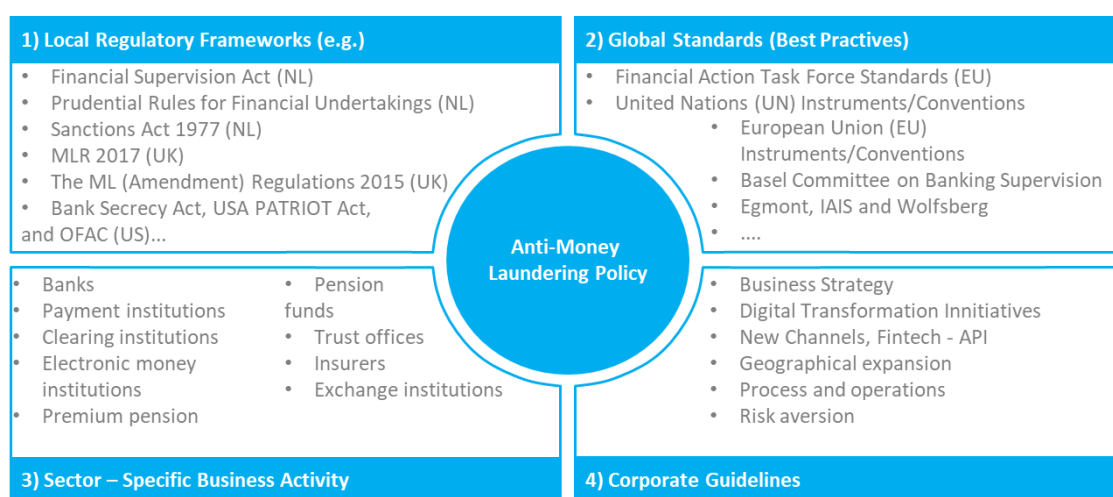 1) Local Regulatory Frameworks (e.g.)
• Financial Supervision Act (NL)
• Prudential Rules for Financial Undertakings (NL)
• Sanctions Act 1977 (NL)
• MLR 2017 (UK)
• The ML (Amendment) Regulations 2015 (UK)
• Bank Secrecy Act, USA PATRIOT Act,
and OFAC (US)...
2) Global Standards (Best Practives)
• Financial Action Task Force Standards (EU)
• United Nations (UN) Instruments/Conventions
• European Union (EU)
Instruments/Conventions
• Basel Committee on Banking Supervision
• Egmont, IAIS and Wolfsberg
• ....
Anti-Money
Laundering Policy
• Banks
• Payment institutions
• Clearing institutions
• Electronic money
institutions
• Premium pension
• Pension
funds
• Trust offices
• Insurers
• Exchange institutions
3) Sector – Specific Business Activity
• Business Strategy
• Digital Transformation Innitiatives
• New Channels, Fintech - API
• Geographical expansion
• Process and operations
• Risk aversion
4) Corporate Guidelines